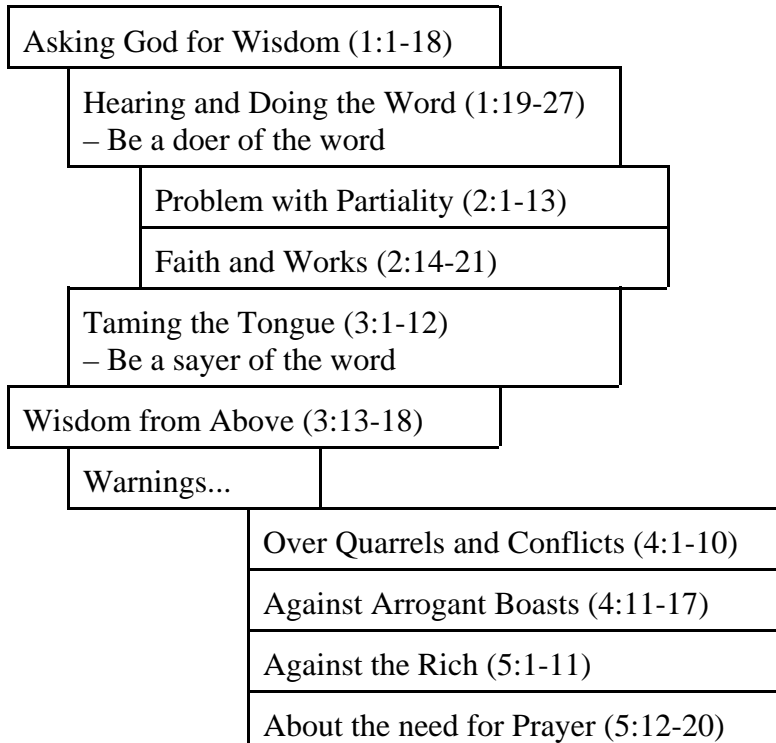 Asking God for Wisdom (1:1-18)
Hearing and Doing the Word (1:19-27)
– Be a doer of the word
Problem with Partiality (2:1-13)
Faith and Works (2:14-21)
Taming the Tongue (3:1-12)
– Be a sayer of the word
Wisdom from Above (3:13-18)
Warnings...
Over Quarrels and Conflicts (4:1-10)
Against Arrogant Boasts (4:11-17)
Against the Rich (5:1-11)
About the need for Prayer (5:12-20)